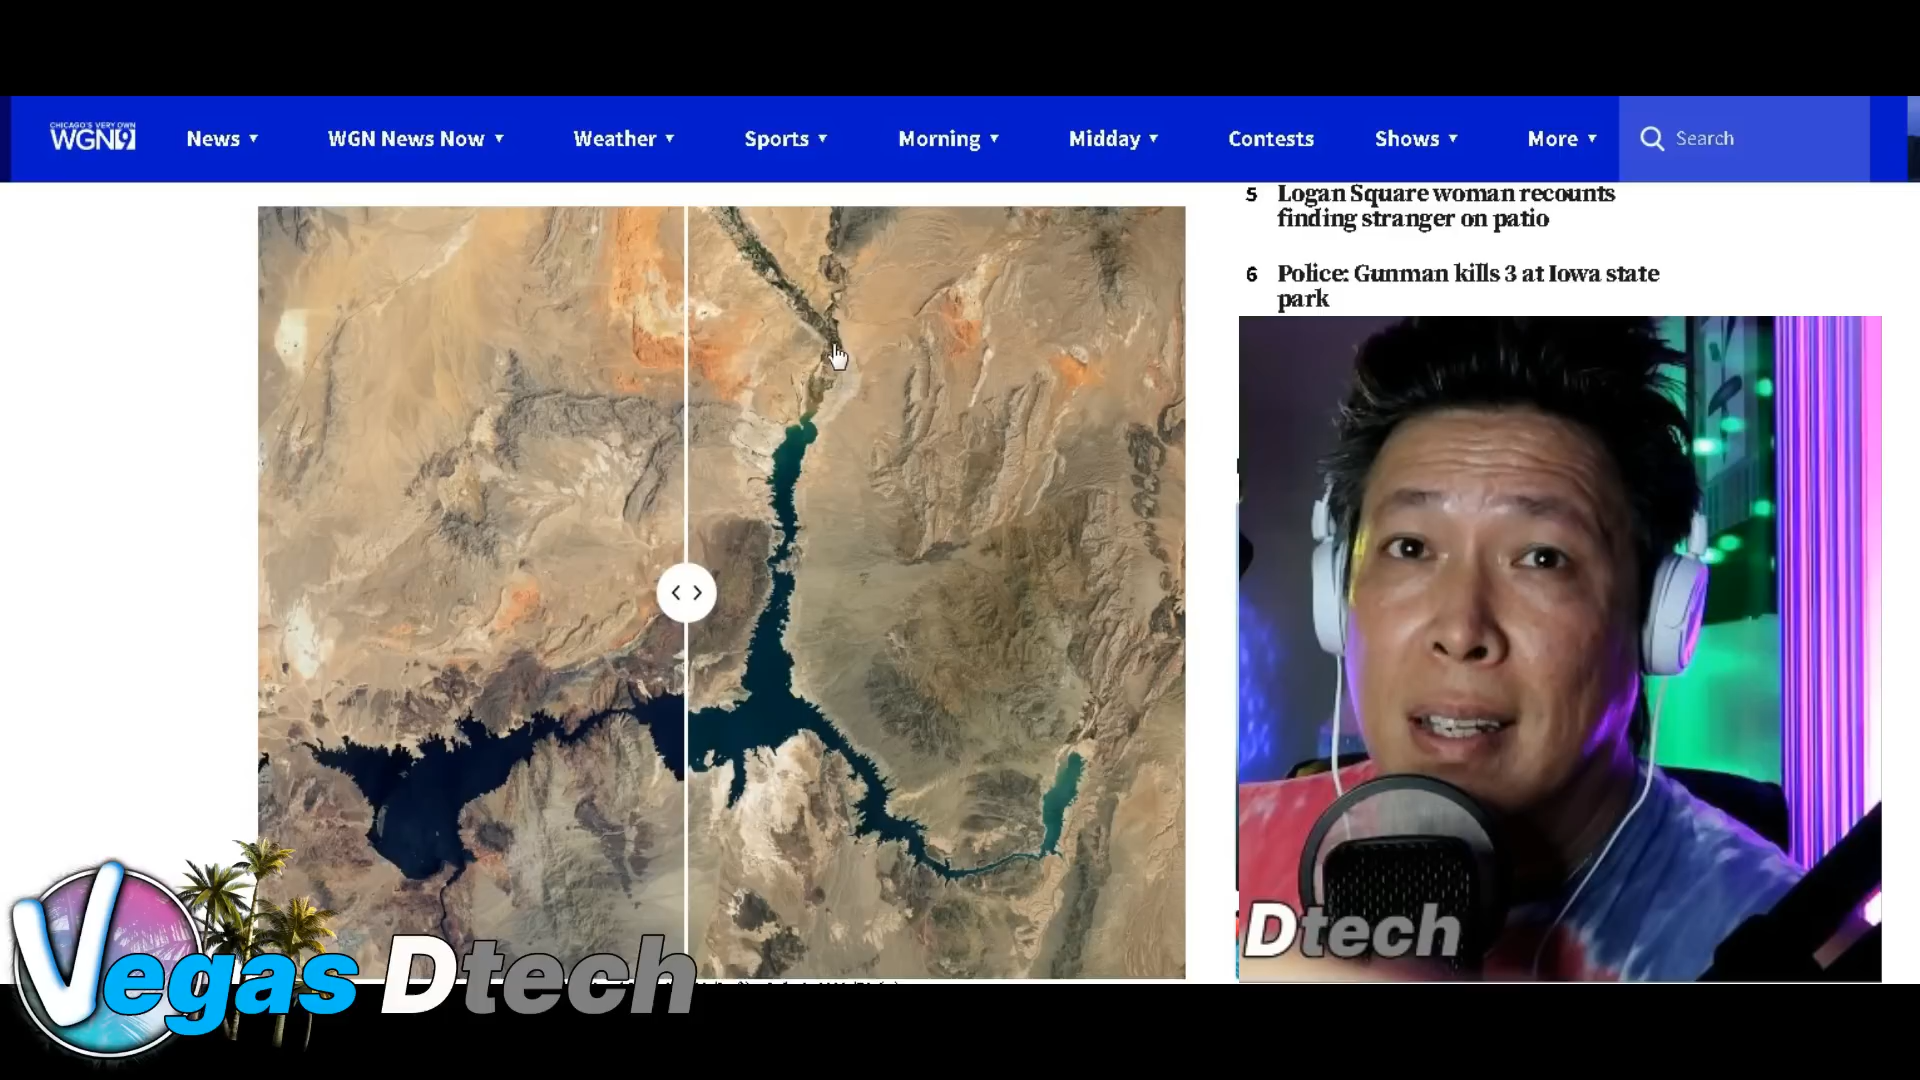 CHICAGO'S VERY OWN
WGN9
News
WGN News Now
Weather
Sports
Morning
Midday
Contests
Shows
More
Search
5 Logan Square woman recounts
finding stranger on patio
6 Police: Gunman kills 3 at Iowa state
park
Dtech
Vegas Dtech